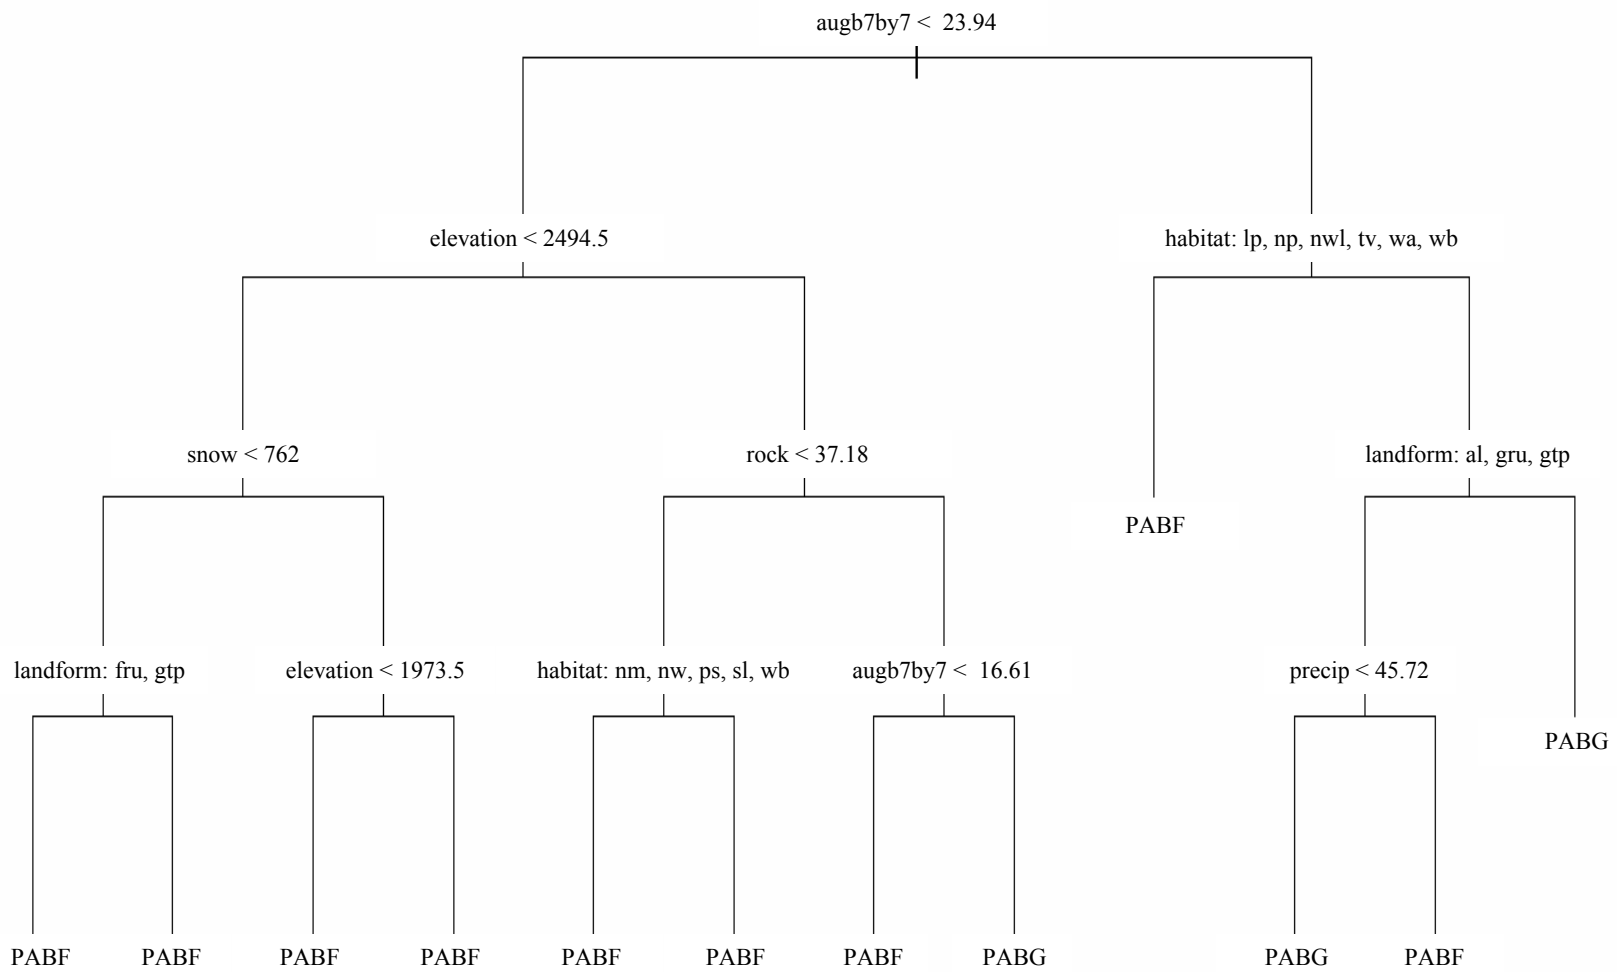 augb7by7 < 23.94
elevation < 2494.5
habitat: lp, np, nwl, tv, wa, wb
snow < 762
rock < 37.18
landform: al, gru, gtp
PABF
landform: fru, gtp
elevation < 1973.5
habitat: nm, nw, ps, sl, wb
augb7by7 < 16.61
precip < 45.72
PABG
PABF
PABF
PABF
PABF
PABF
PABF
PABF
PABG
PABG
PABF